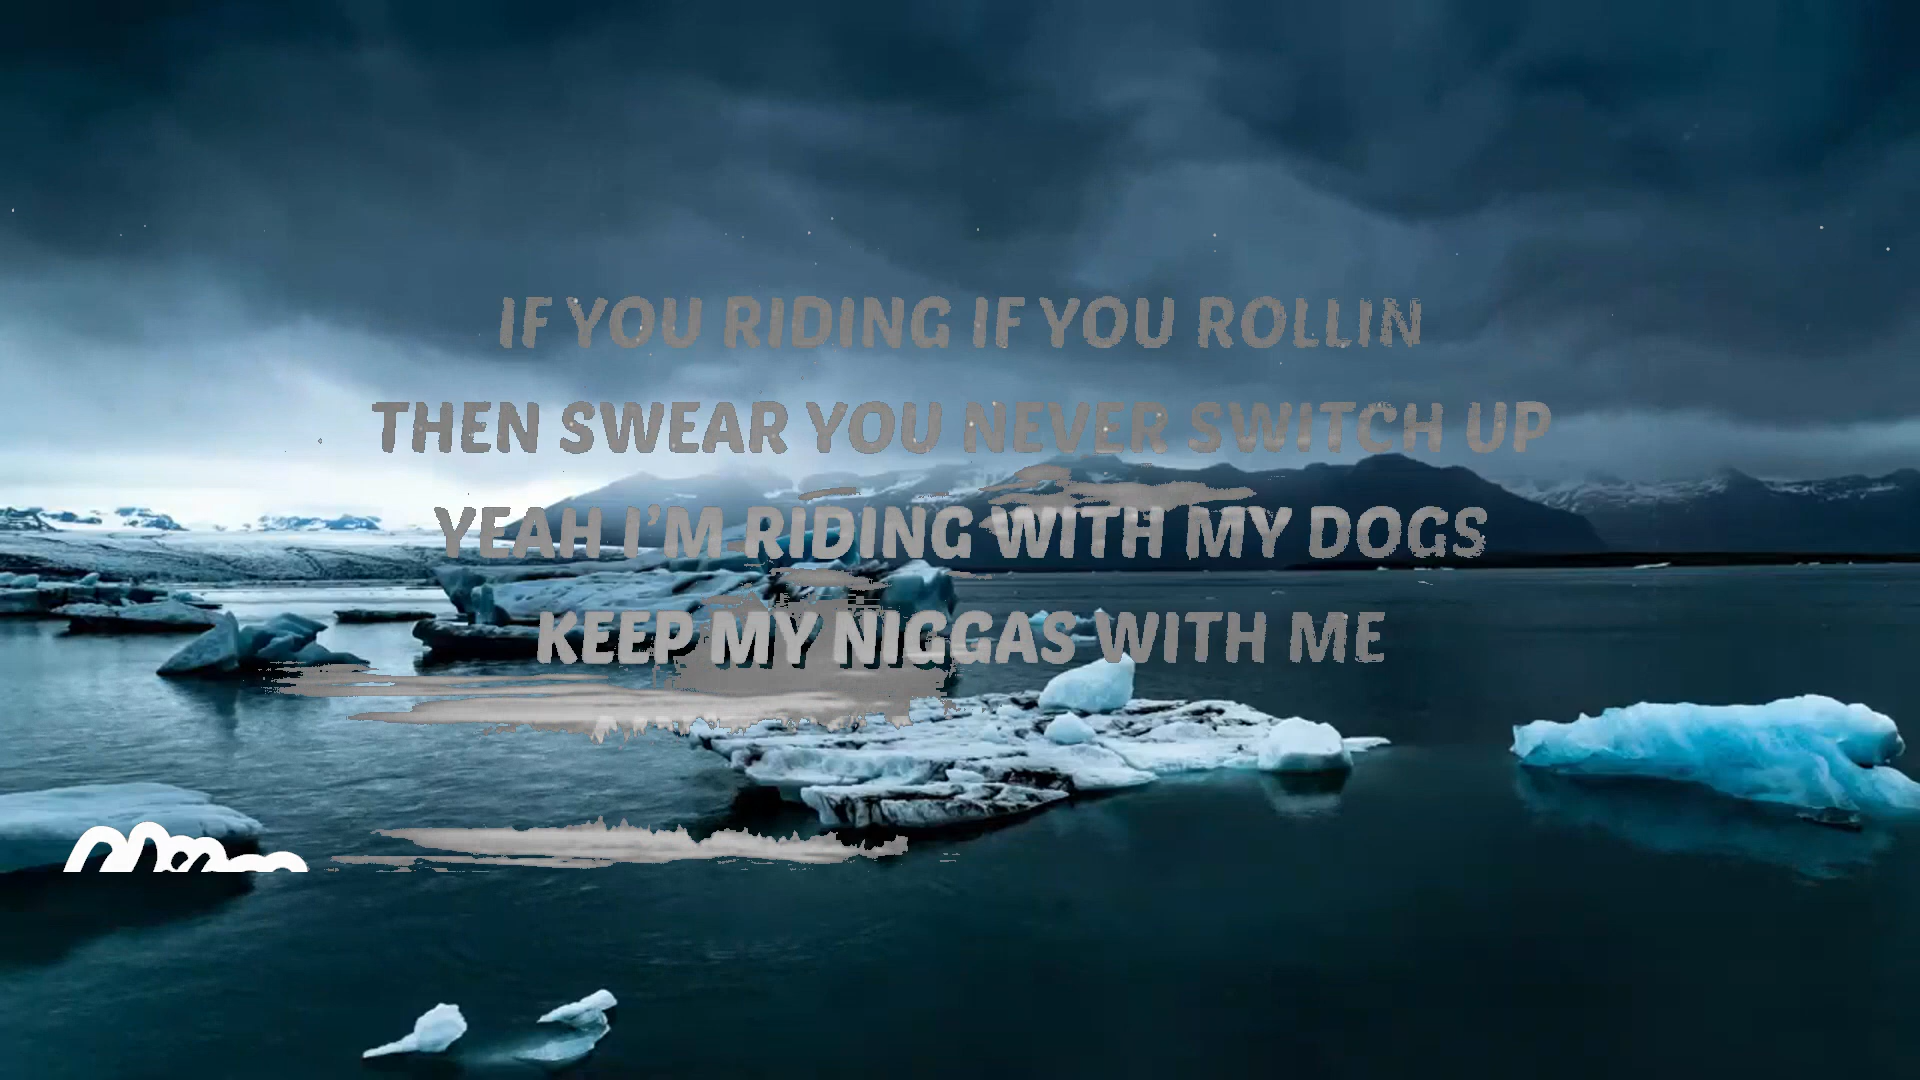 IF YOU RIDING IF YOU ROLLIN
THEN SWEAR YOU NEVER SWITCH UP
YEAH I'M RIDING WITH MY DOGS
KEEP MY NIGGAS WITH ME